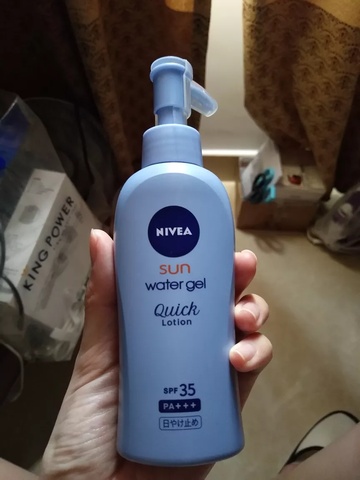 NIVEA
sun
water gel
Quick
Lotion
SPF 35
PA+++
日やけ止め
KING POWER